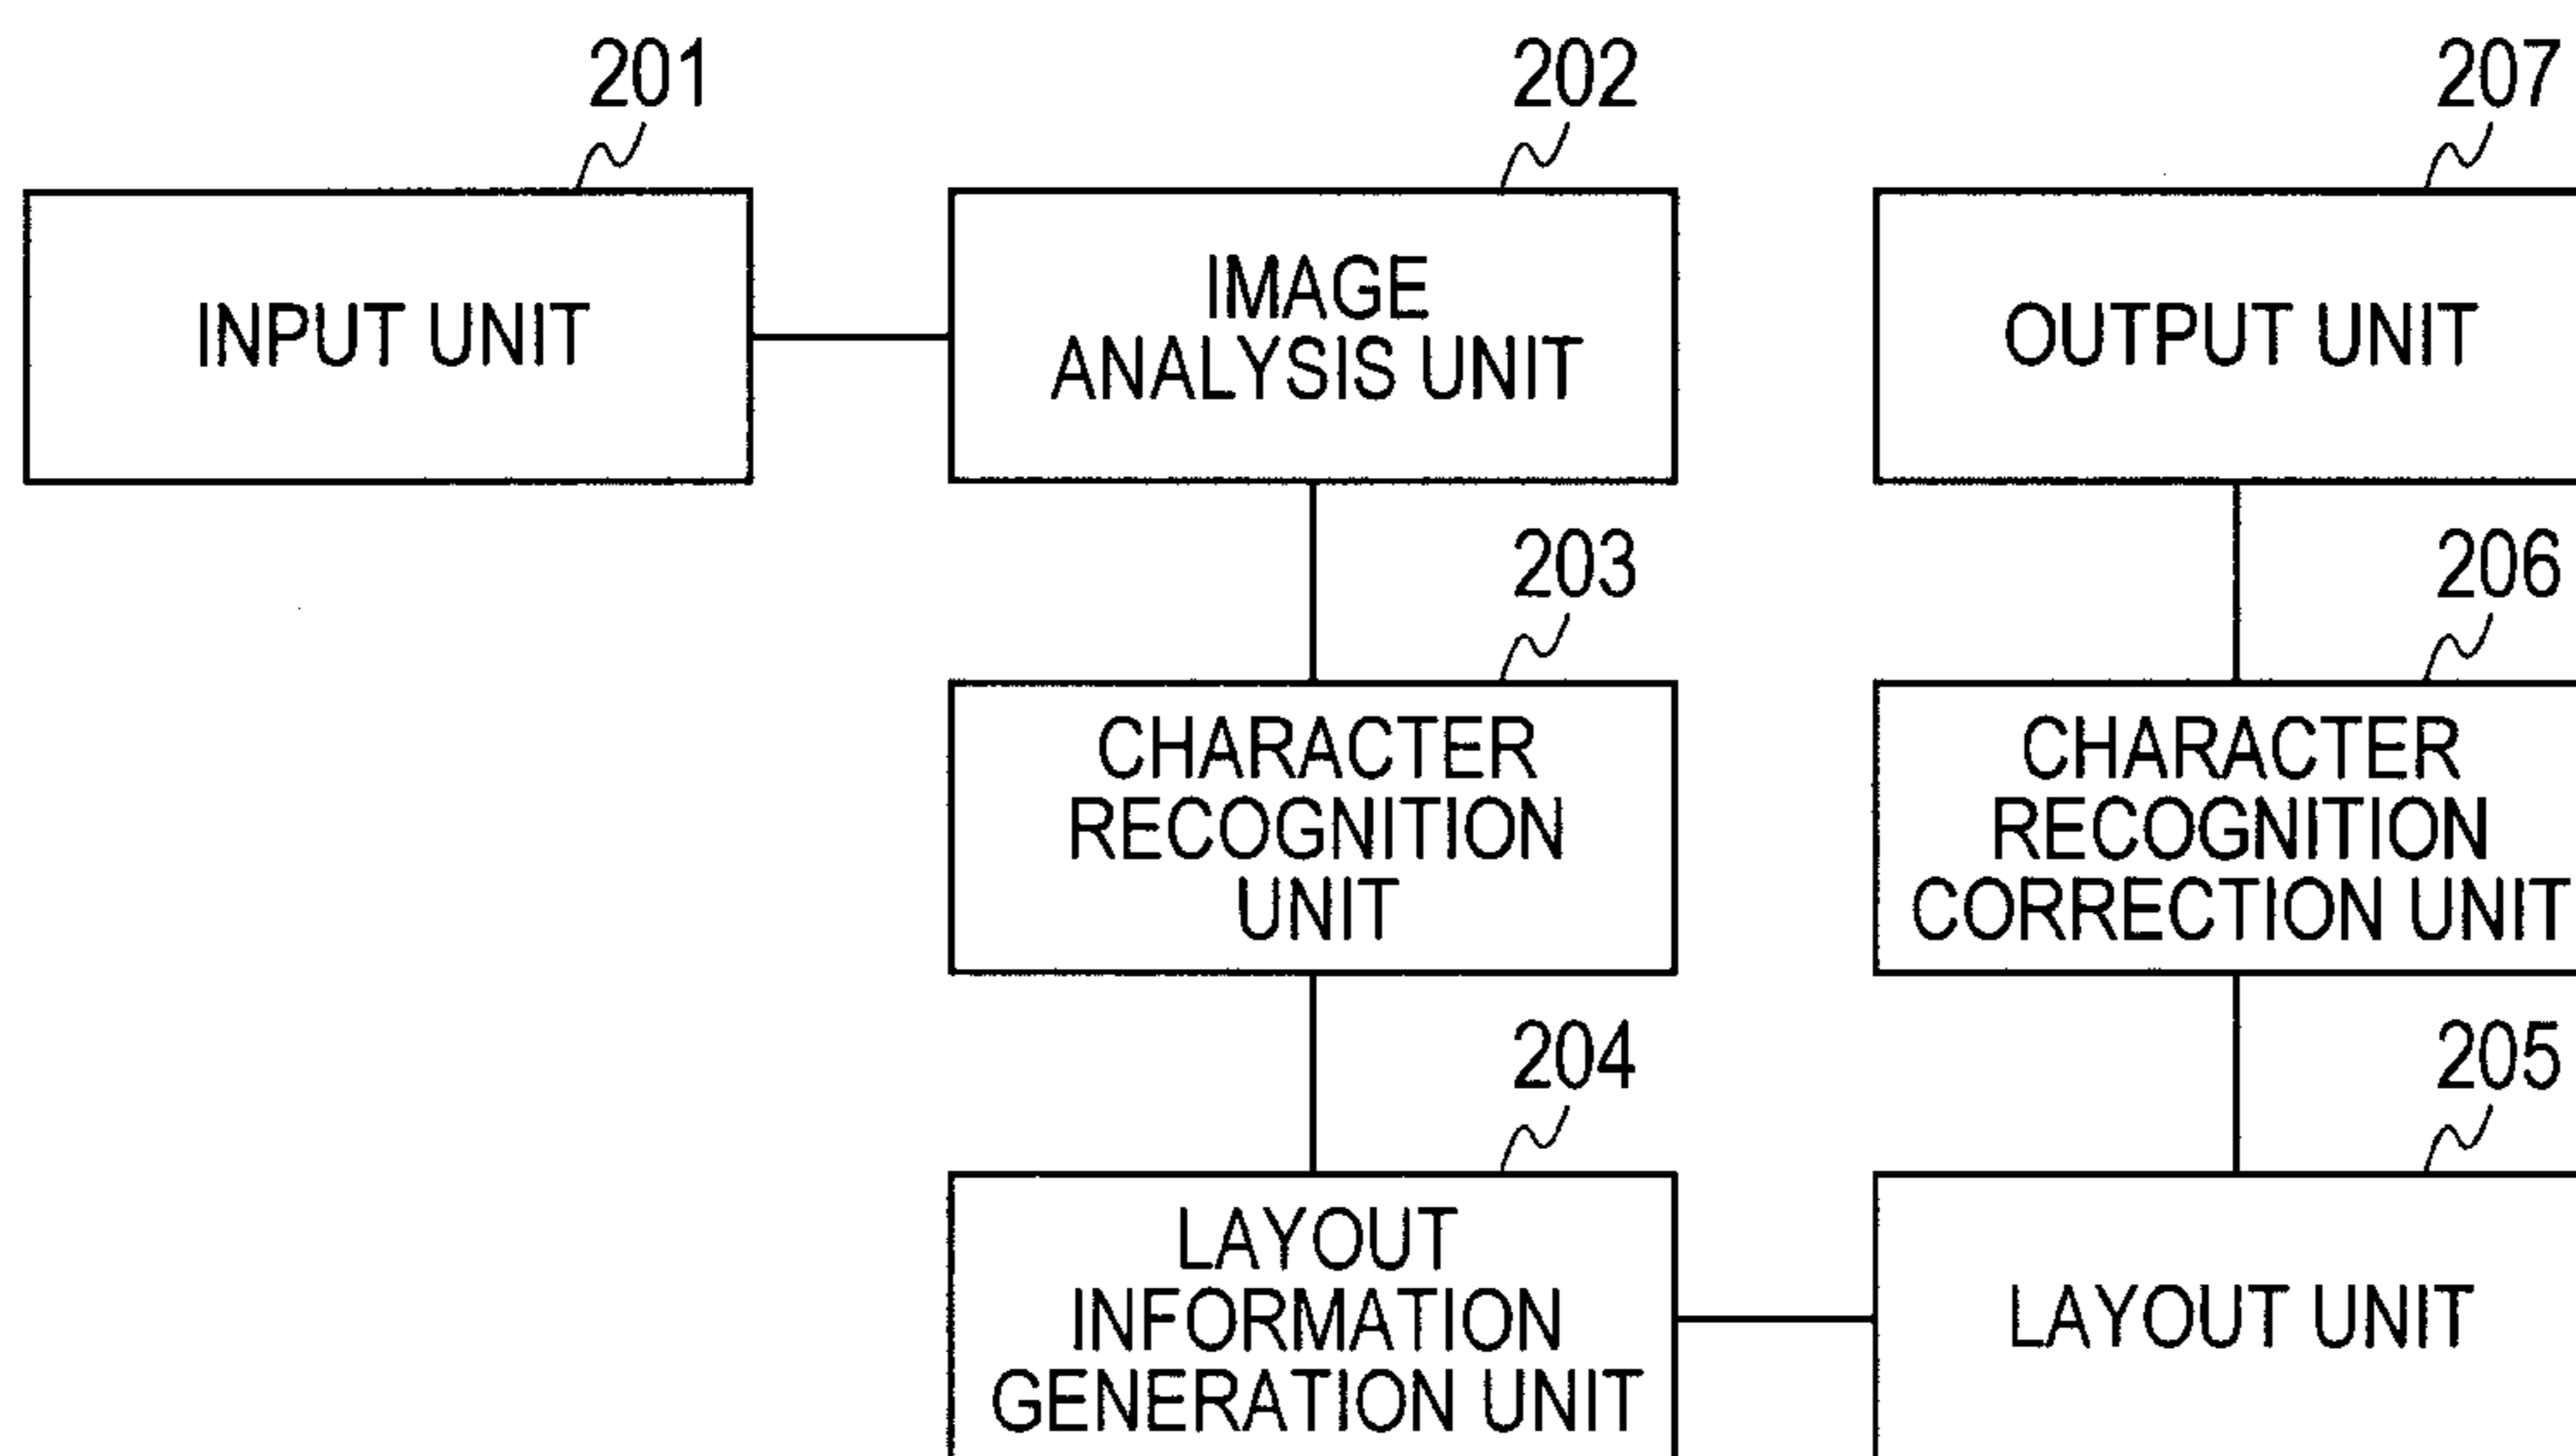 201
INPUT UNIT
202
IMAGE
ANALYSIS UNIT
203
CHARACTER
RECOGNITION
UNIT
204
LAYOUT
INFORMATION
GENERATION UNIT
205
LAYOUT UNIT
206
CHARACTER
RECOGNITION
CORRECTION UNIT
207
OUTPUT UNIT